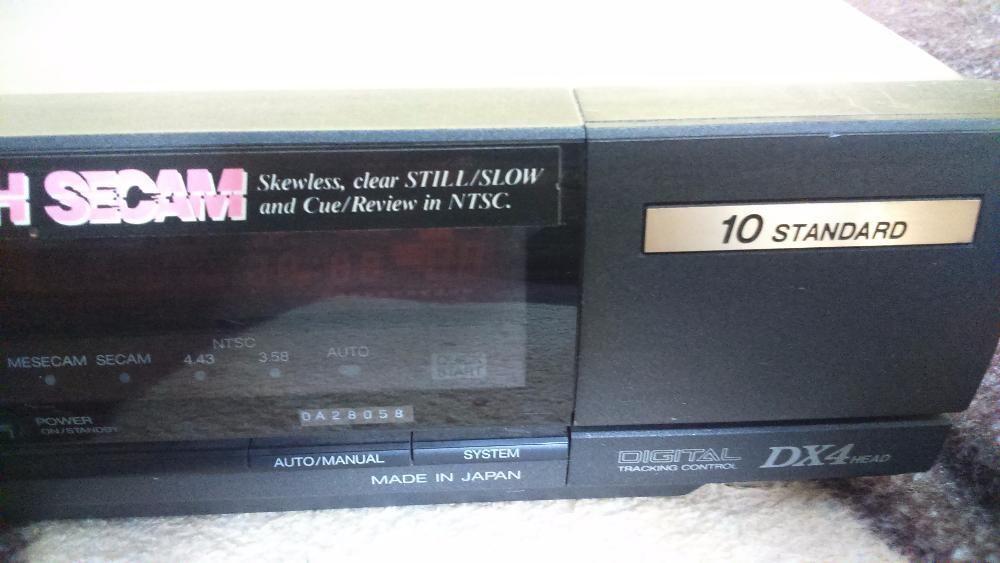 H SECAM
Skewless, clear STILL/SLOW
and Cue/Review in NTSC.
10 STANDARD
NTSC
MESECAM SECAM 4.43 3.58 AUTO
START
POWER
ON/STANDBY
0A28058
AUTO/MANUAL SYSTEM
MADE IN JAPAN
DIGITAL
TRACKING CONTROL
DX4 HEAD